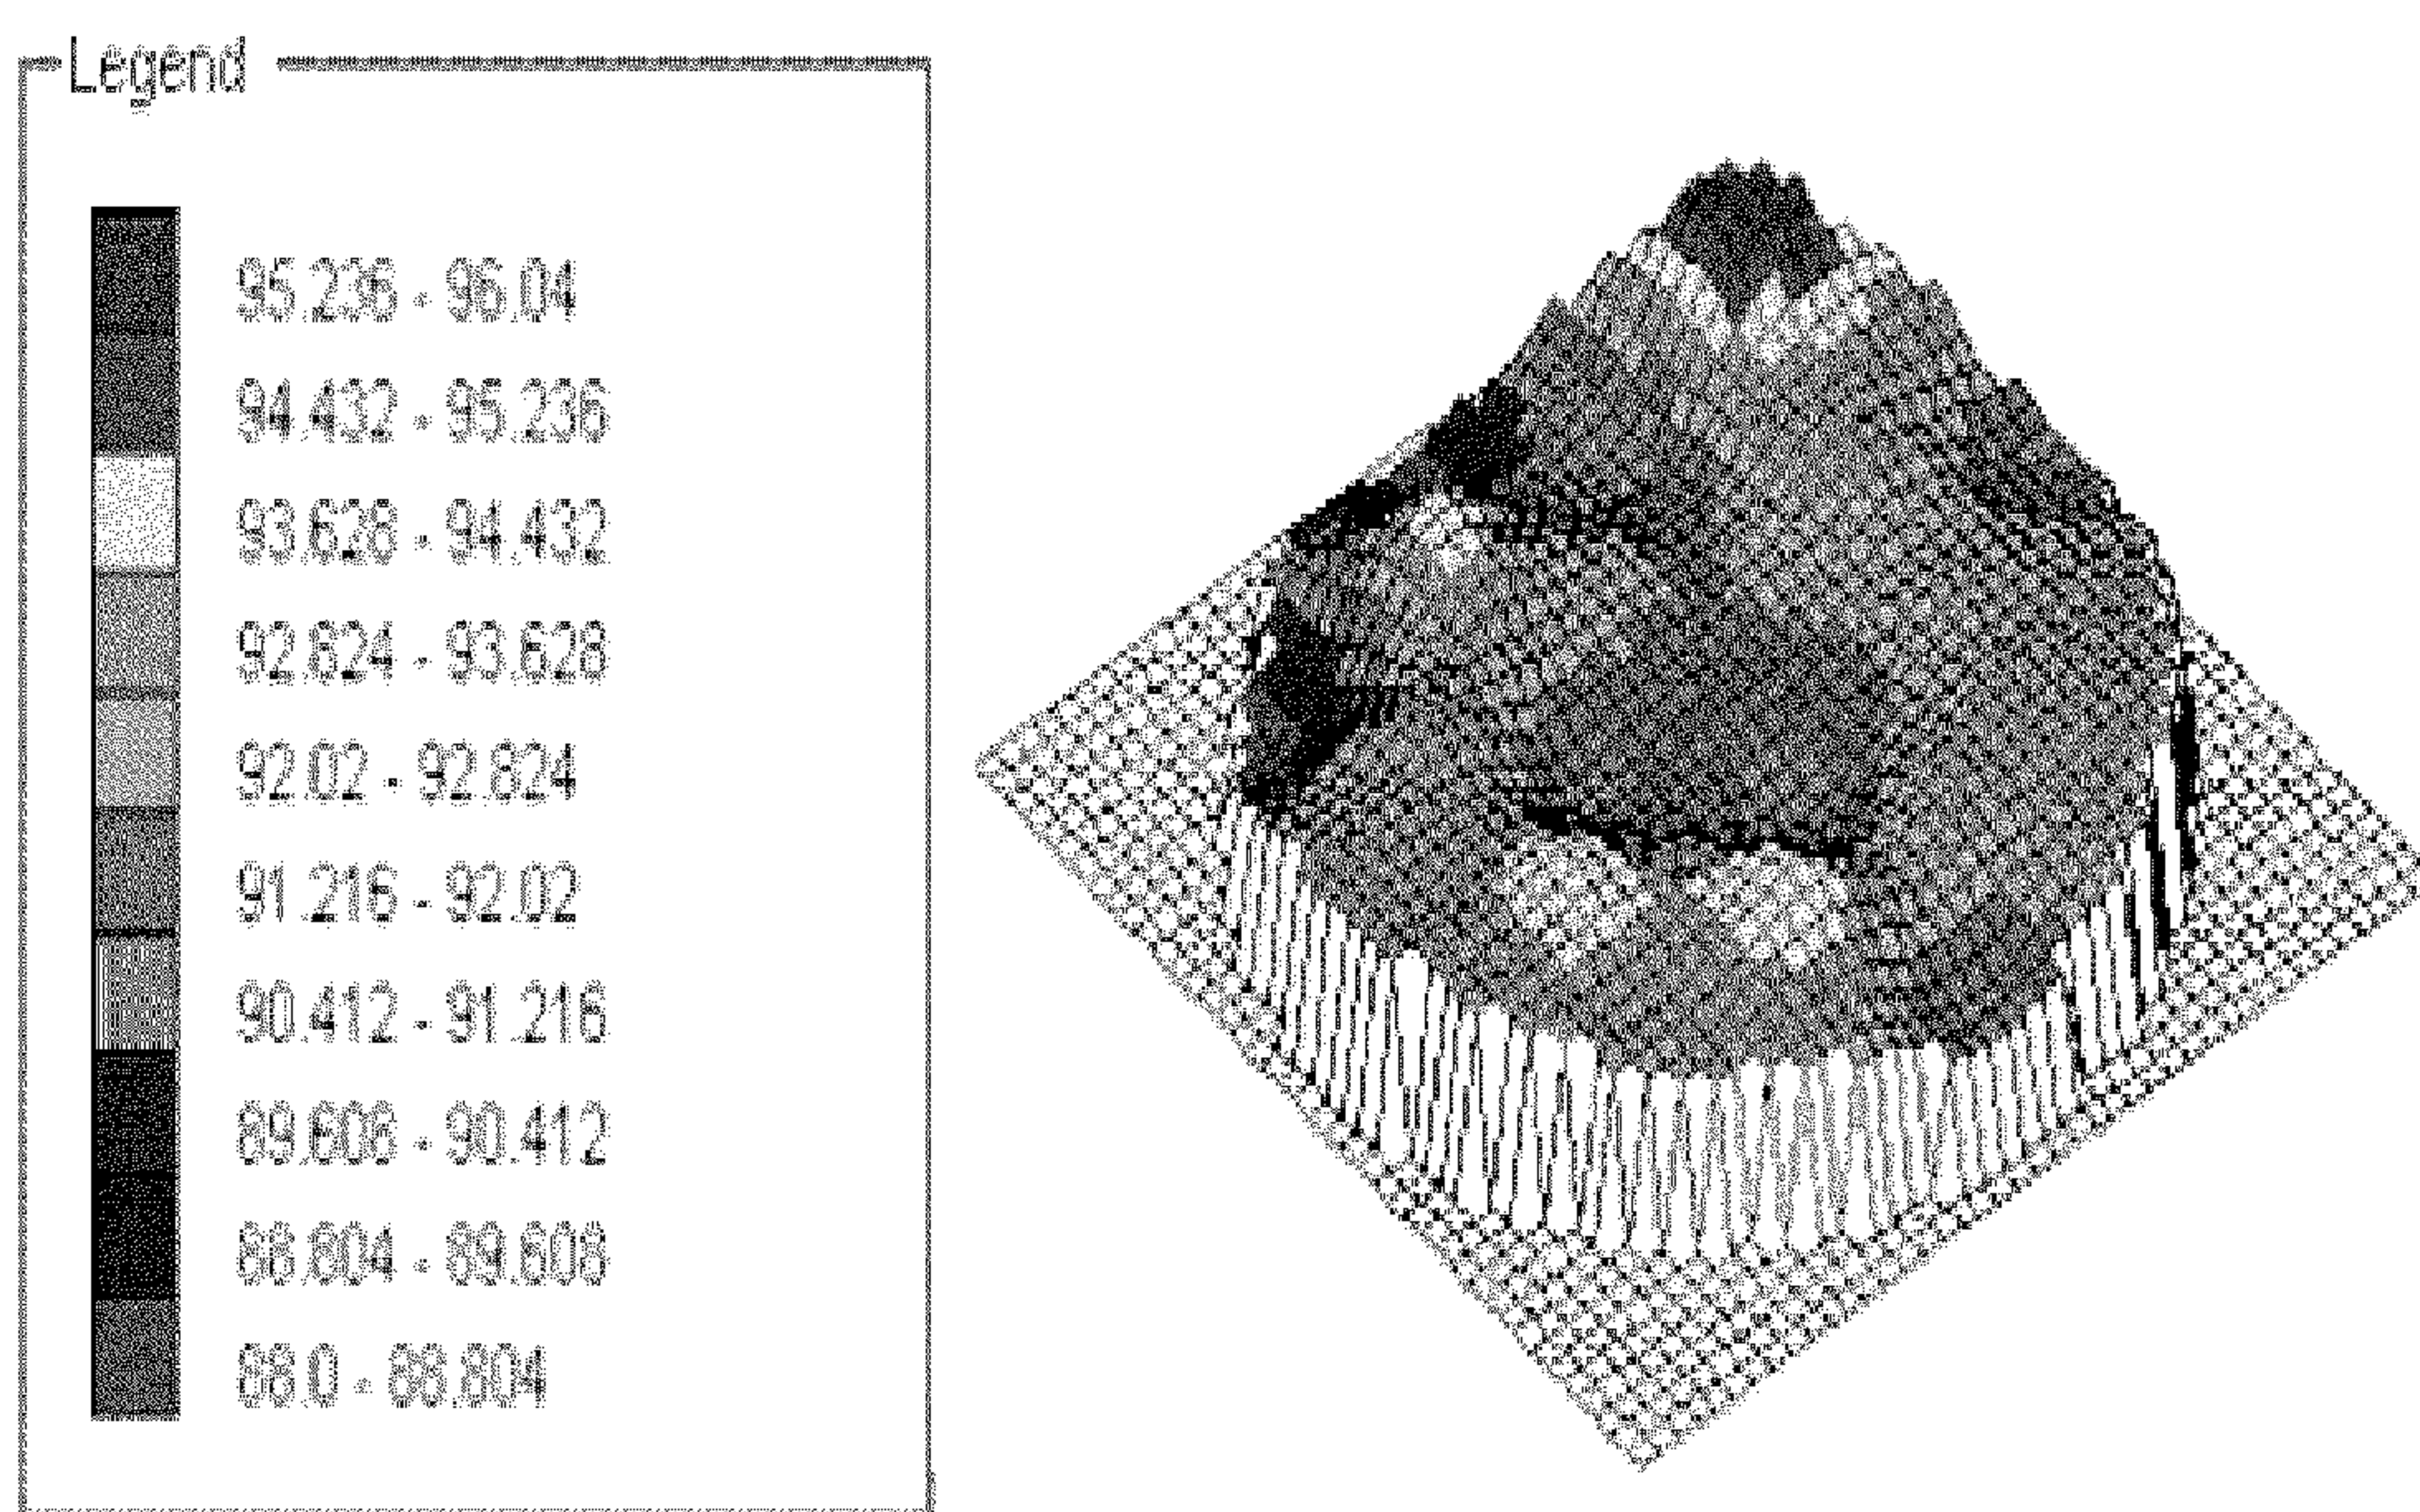 Legend
95.236 - 96.04
94.432 - 95.236
93.628 - 94.432
92.824 - 93.628
92.02 - 92.824
91.216 - 92.02
90.412 - 91.216
89.608 - 90.412
88.804 - 89.608
88.0 - 88.804